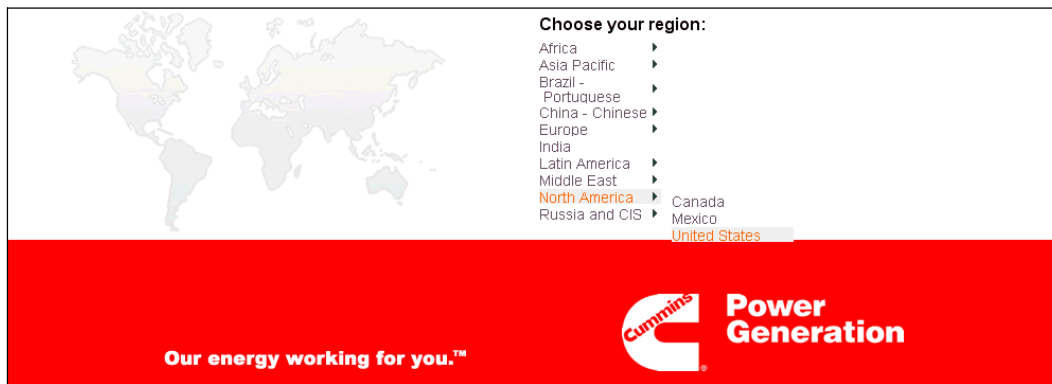 Choose your region:
Africa
Asia Pacific
Brazil -
Portuguese
China - Chinese
Europe
India
Latin America
Middle East
North America
Russia and CIS
Canada
Mexico
United States
Our energy working for you.™
Cummins
®
Power
Generation